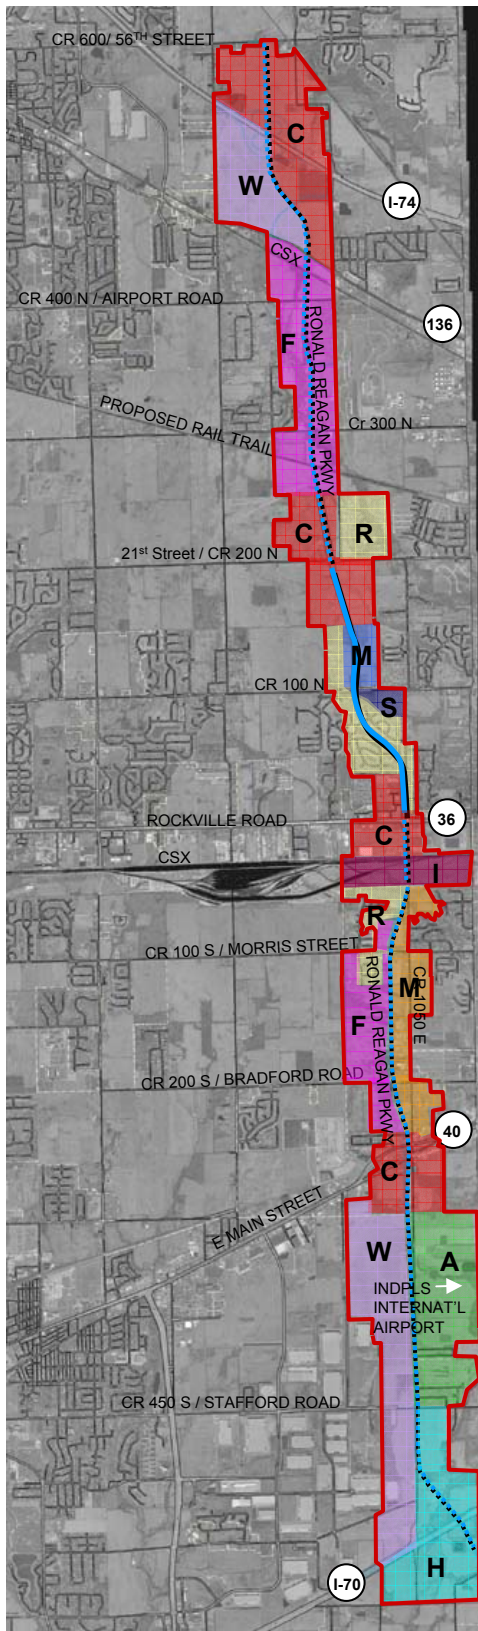 CR 600/ 56TH STREET
C
W
I-74
CSX
CR 400 N / AIRPORT ROAD
136
RONALD REAGAN PKWY
F
PROPOSED RAIL TRAIL
Cr 300 N
C
R
21st Street / CR 200 N
M
CR 100 N
S
36
ROCKVILLE ROAD
C
CSX
I
R
CR 100 S / MORRIS STREET
RONALD REAGAN PKWY
M
CR 1050 E
F
CR 200 S / BRADFORD ROAD
40
C
E MAIN STREET
W
A
INDPLS
INTERNAT'L
AIRPORT
CR 450 S / STAFFORD ROAD
H
I-70